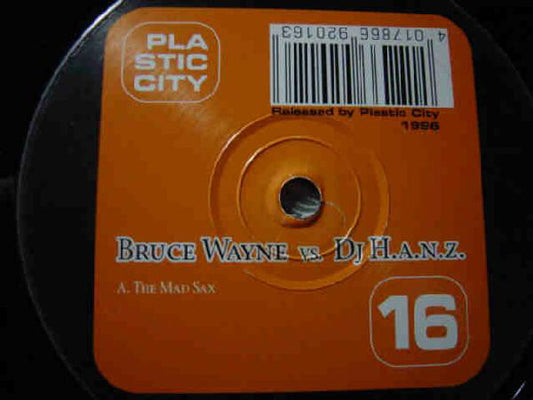 PLA
STIC
CITY
4 017866 920163
Released by Plastic City
1996
BRUCE WAYNE VS. DJ H.A.N.Z.
A. THE MAD SAX
16